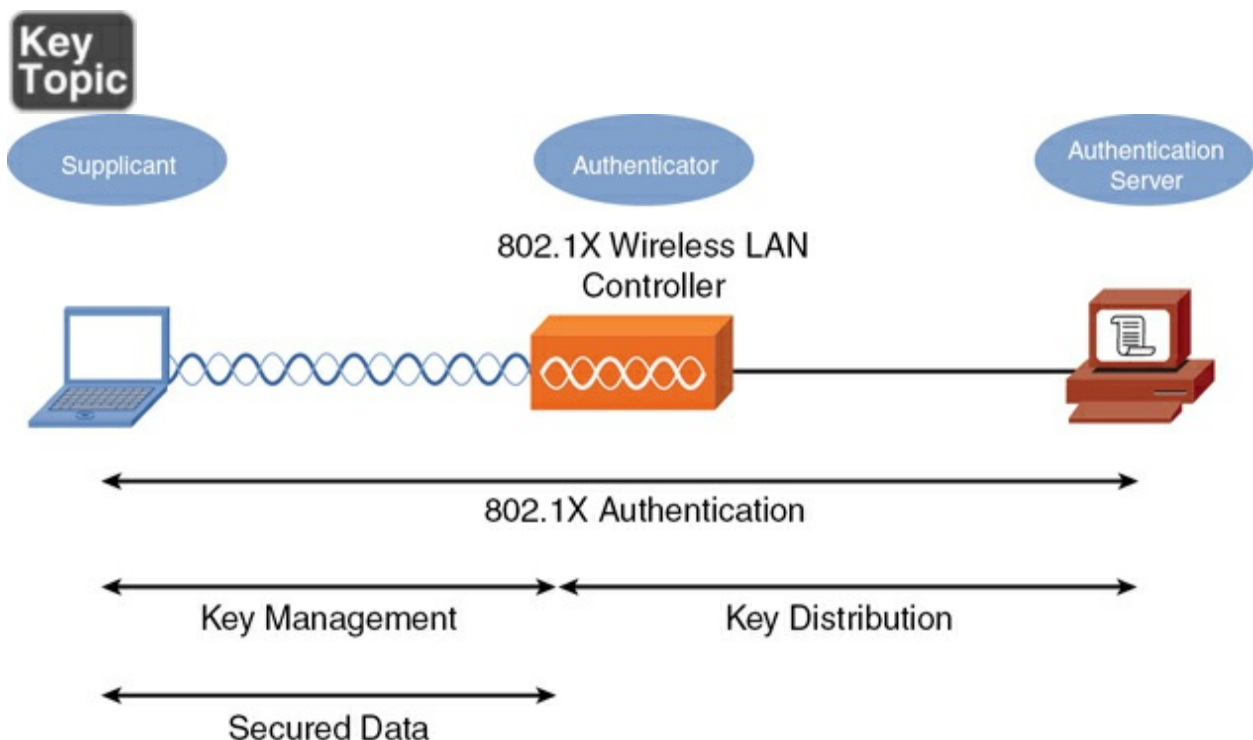 Key
Topic
Supplicant
Authenticator
Authentication
Server
802.1X Wireless LAN
Controller
802.1X Authentication
Key Management
Key Distribution
Secured Data